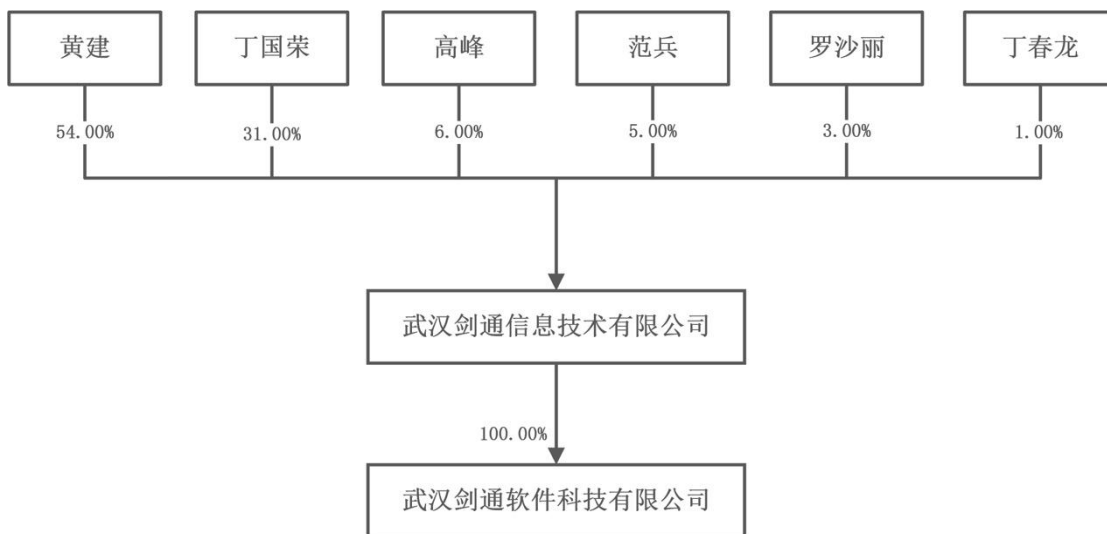 黄建
丁国荣
高峰
范兵
罗沙丽
丁春龙
54.00%
31.00%
6.00%
5.00%
3.00%
1.00%
武汉剑通信息技术有限公司
100.00%
武汉剑通软件科技有限公司